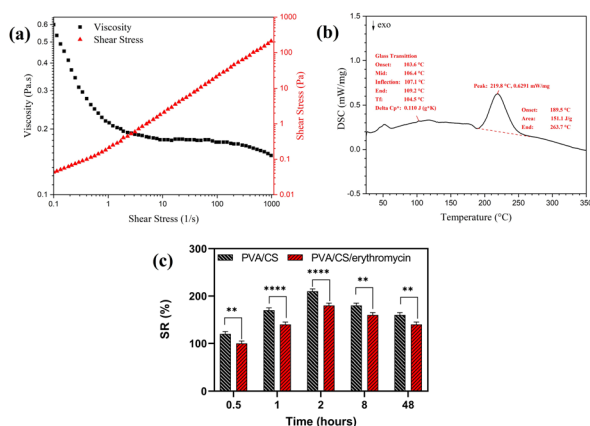 (a)
Viscosity
Shear Stress
Viscosity (Pa.s)
0.6
0.5
0.4
0.3
0.2
0.1
0.1 1 10 100 1000
Shear Stress (1/s)
1000
100
10
1
0.1
0.01
Shear Stress
(Pa)
(b)
exo
Glass Transition
Onset: 103.6 °C
Mid: 106.4 °C
Inflection: 107.1 °C
End: 109.2 °C
Tf: 104.5 °C
Delta Cp*: 0.110 J/(g*K)
Peak: 219.8 °C, 0.6291 mW/mg
Onset: 189.5 °C
Area: 151.1 J/g
End: 263.7 °C
DSC (mW/mg)
1.5
1.0
0.5
0.0
-0.5
50 100 150 200 250 300 350
Temperature (°C)
(c)
PVA/CS PVA/CS/erythromycin
SR (%)
300
200
100
0
** **** **** ** **
0.5 1 2 8 48
Time (hours)